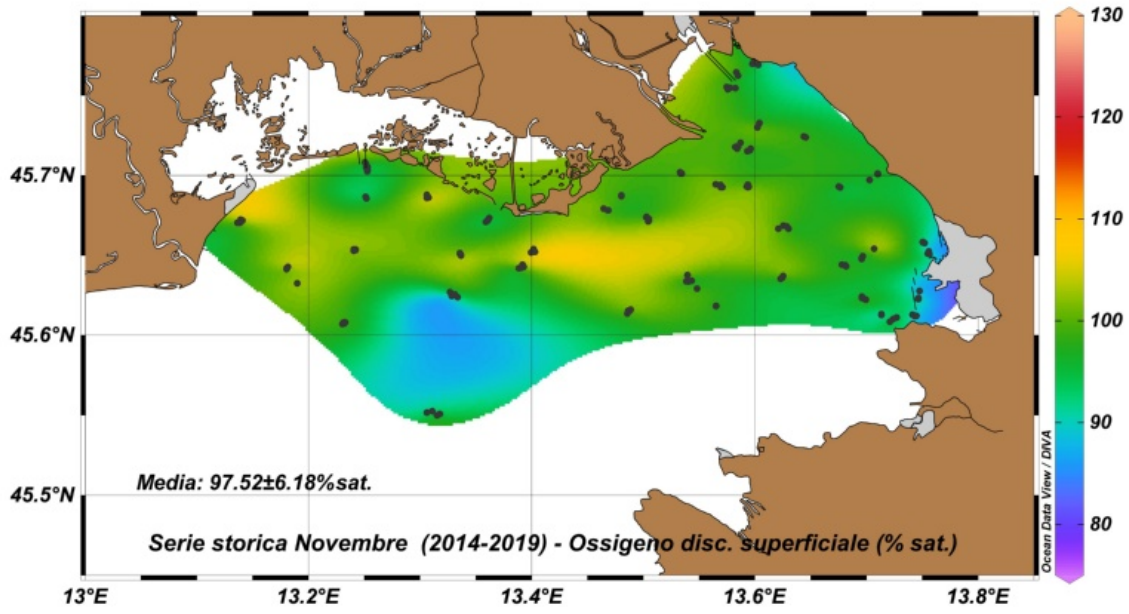 130
120
110
100
90
80
45.7°N
45.6°N
45.5°N
Media: 97.52±6.18%sat.
Serie storica Novembre (2014-2019) - Ossigeno disc. superficiale (% sat.)
Ocean Data View / DIVA
13°E 13.2°E 13.4°E 13.6°E 13.8°E